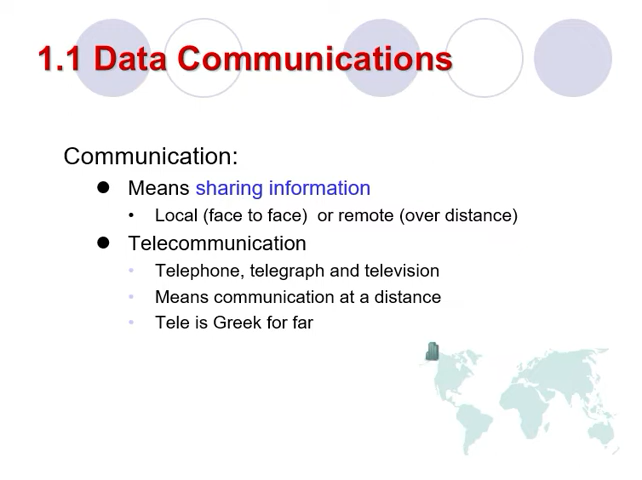 1.1 Data Communications
Communication:
● Means sharing information
• Local (face to face) or remote (over distance)
● Telecommunication
• Telephone, telegraph and television
• Means communication at a distance
• Tele is Greek for far